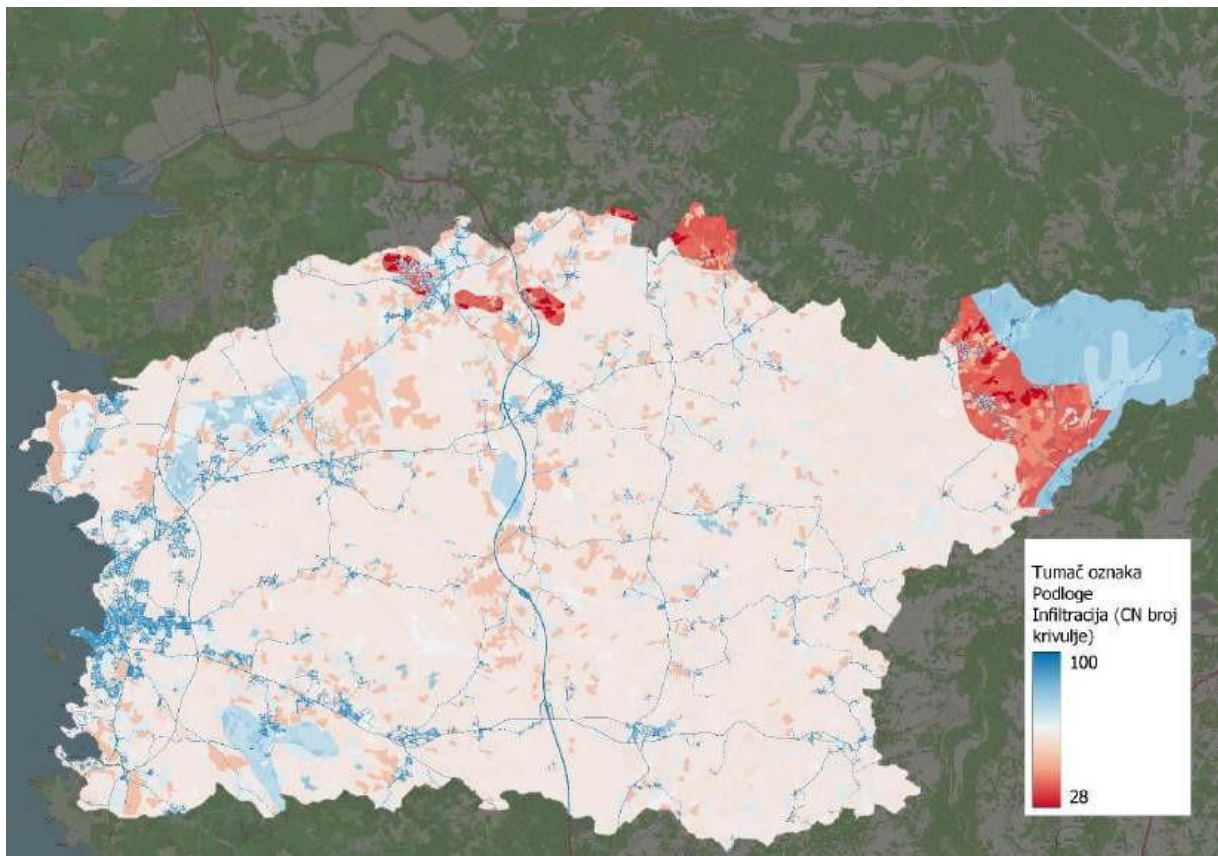 Tumač oznaka
Podloge
Infiltracija (CN broj
krivulje)
100
28